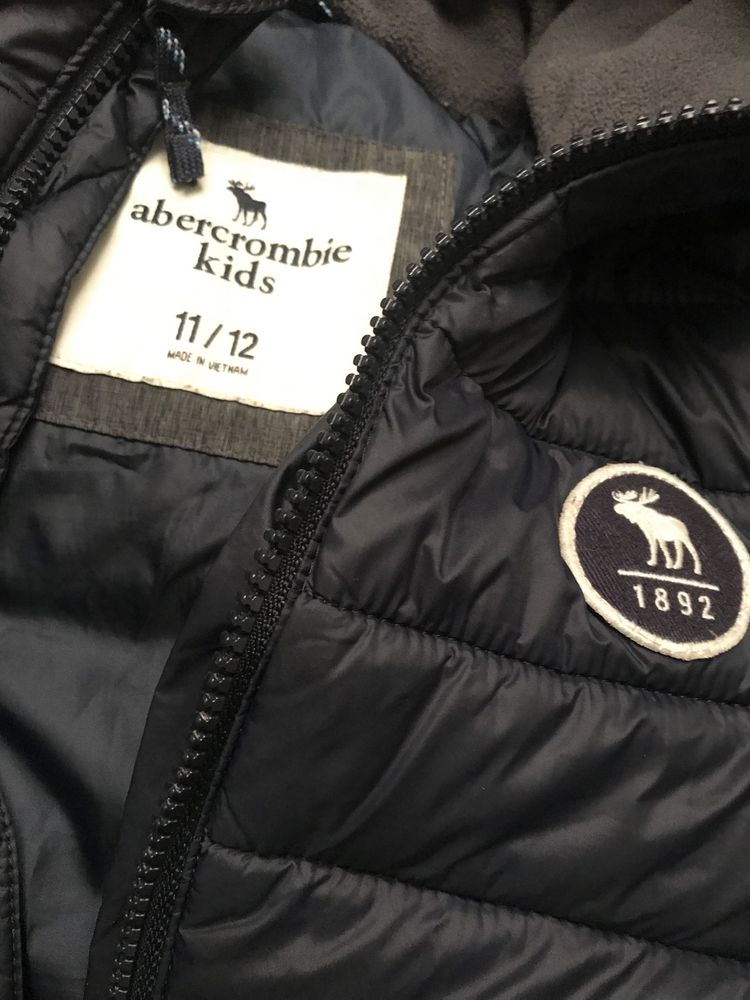 abercrombie
kids
11/12
MADE IN VIETNAM
1892